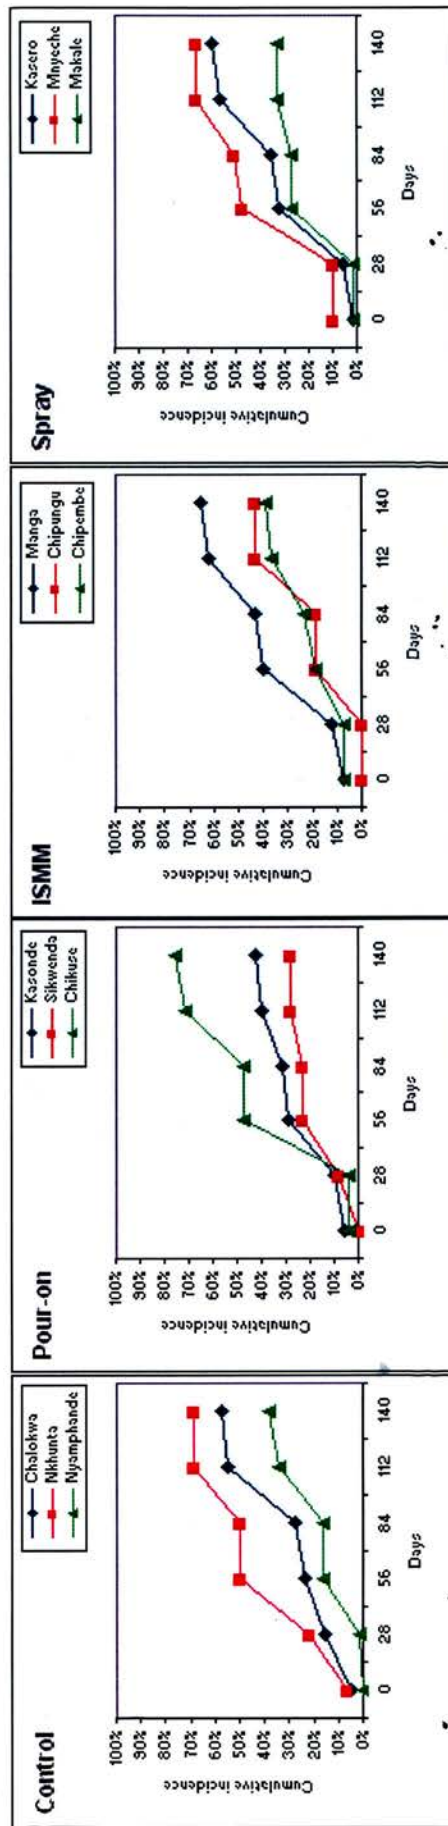 Control
Chalokwa
Nkhunta
Nyamphande
Cumulative incidence
100%
90%
80%
70%
60%
50%
40%
30%
20%
10%
0%
0 28 56 84 112 140
Days
Pour-on
Kasonde
Sikwenda
Chikuse
Cumulative incidence
100%
90%
80%
70%
60%
50%
40%
30%
20%
10%
0%
0 28 56 84 112 140
Days
ISMM
Manga
Chipungu
Chipembe
Cumulative incidence
100%
90%
80%
70%
60%
50%
40%
30%
20%
10%
0%
0 28 56 84 112 140
Days
Spray
Kasero
Mnyeche
Makale
Cumulative incidence
100%
90%
80%
70%
60%
50%
40%
30%
20%
10%
0%
0 28 56 84 112 140
Days